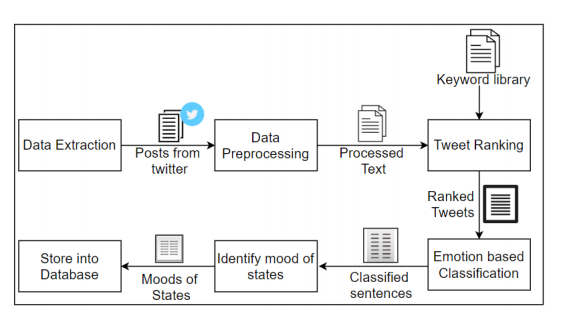 Keyword library
Data Extraction
Posts from
twitter
Data
Preprocessing
Processed
Text
Tweet Ranking
Ranked
Tweets
Store into
Database
Moods of
States
Identify mood of
states
Classified
sentences
Emotion based
Classification